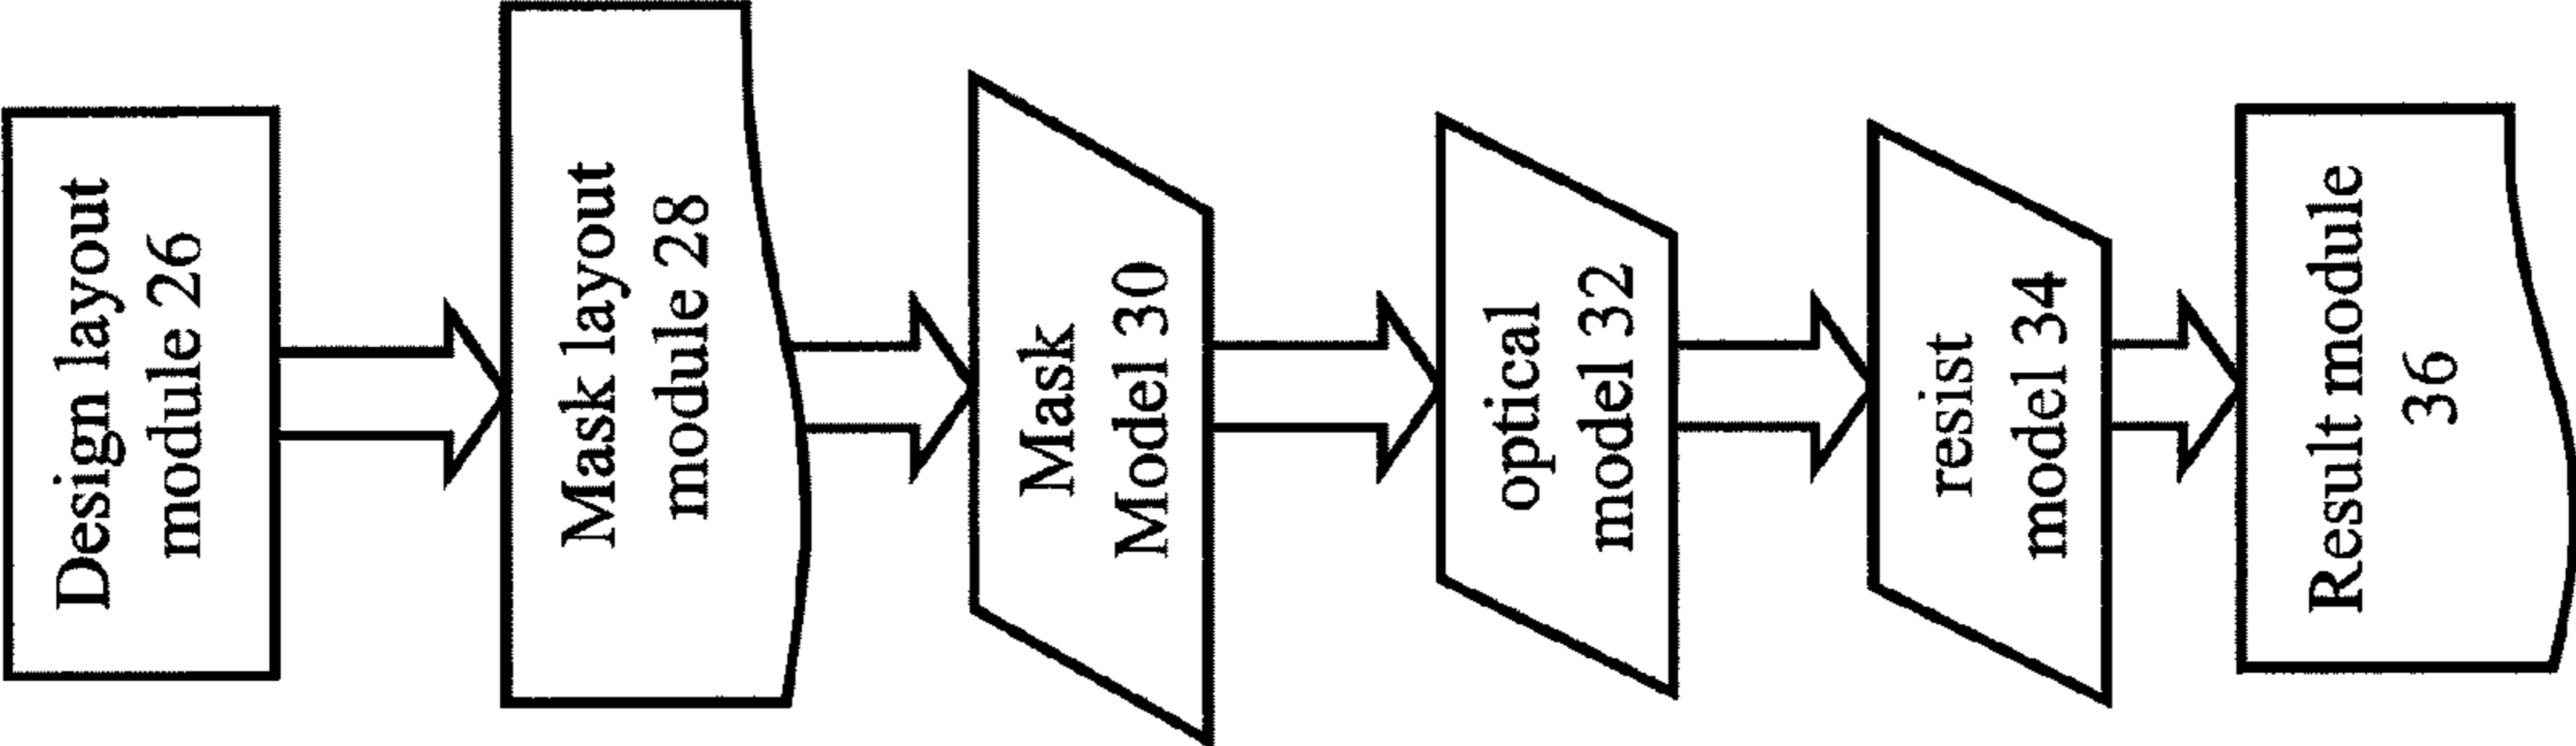 Design layout
module 26
Mask layout
module 28
Mask
Model 30
optical
model 32
resist
model 34
Result module
36